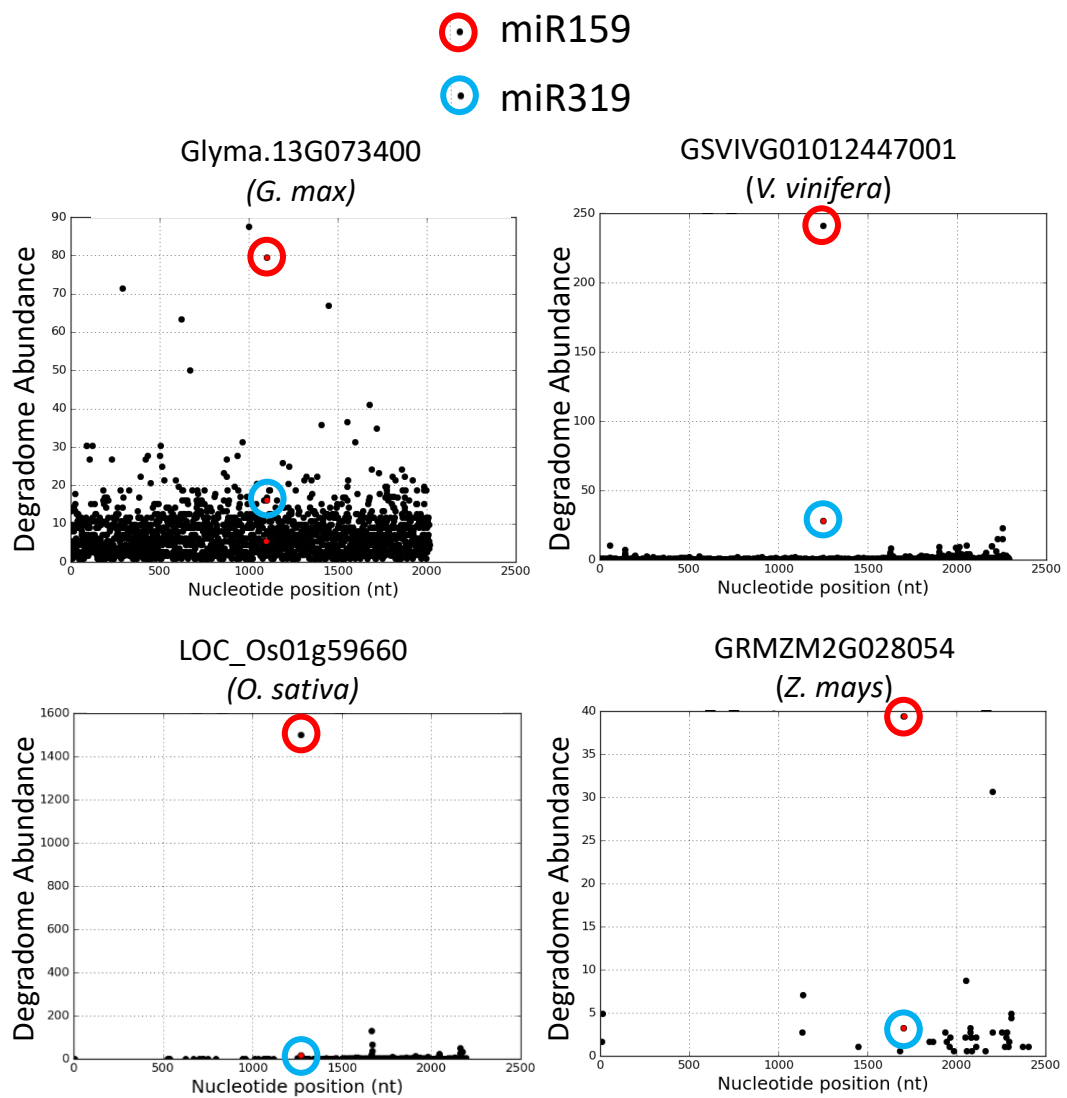 miR159
miR319
Glyma.13G073400
(G. max)
90
80
70
60
50
40
30
20
10
0
Degradome Abundance
0 500 1000 1500 2000 2500
Nucleotide position (nt)
GSVIVG01012447001
(V. vinifera)
250
200
150
100
50
0
Degradome Abundance
0 500 1000 1500 2000 2500
Nucleotide position (nt)
LOC_Os01g59660
(O. sativa)
1600
1400
1200
1000
800
600
400
200
0
Degradome Abundance
0 500 1000 1500 2000 2500
Nucleotide position (nt)
GRMZM2G028054
(Z. mays)
40
35
30
25
20
15
10
5
0
Degradome Abundance
0 500 1000 1500 2000 2500
Nucleotide position (nt)